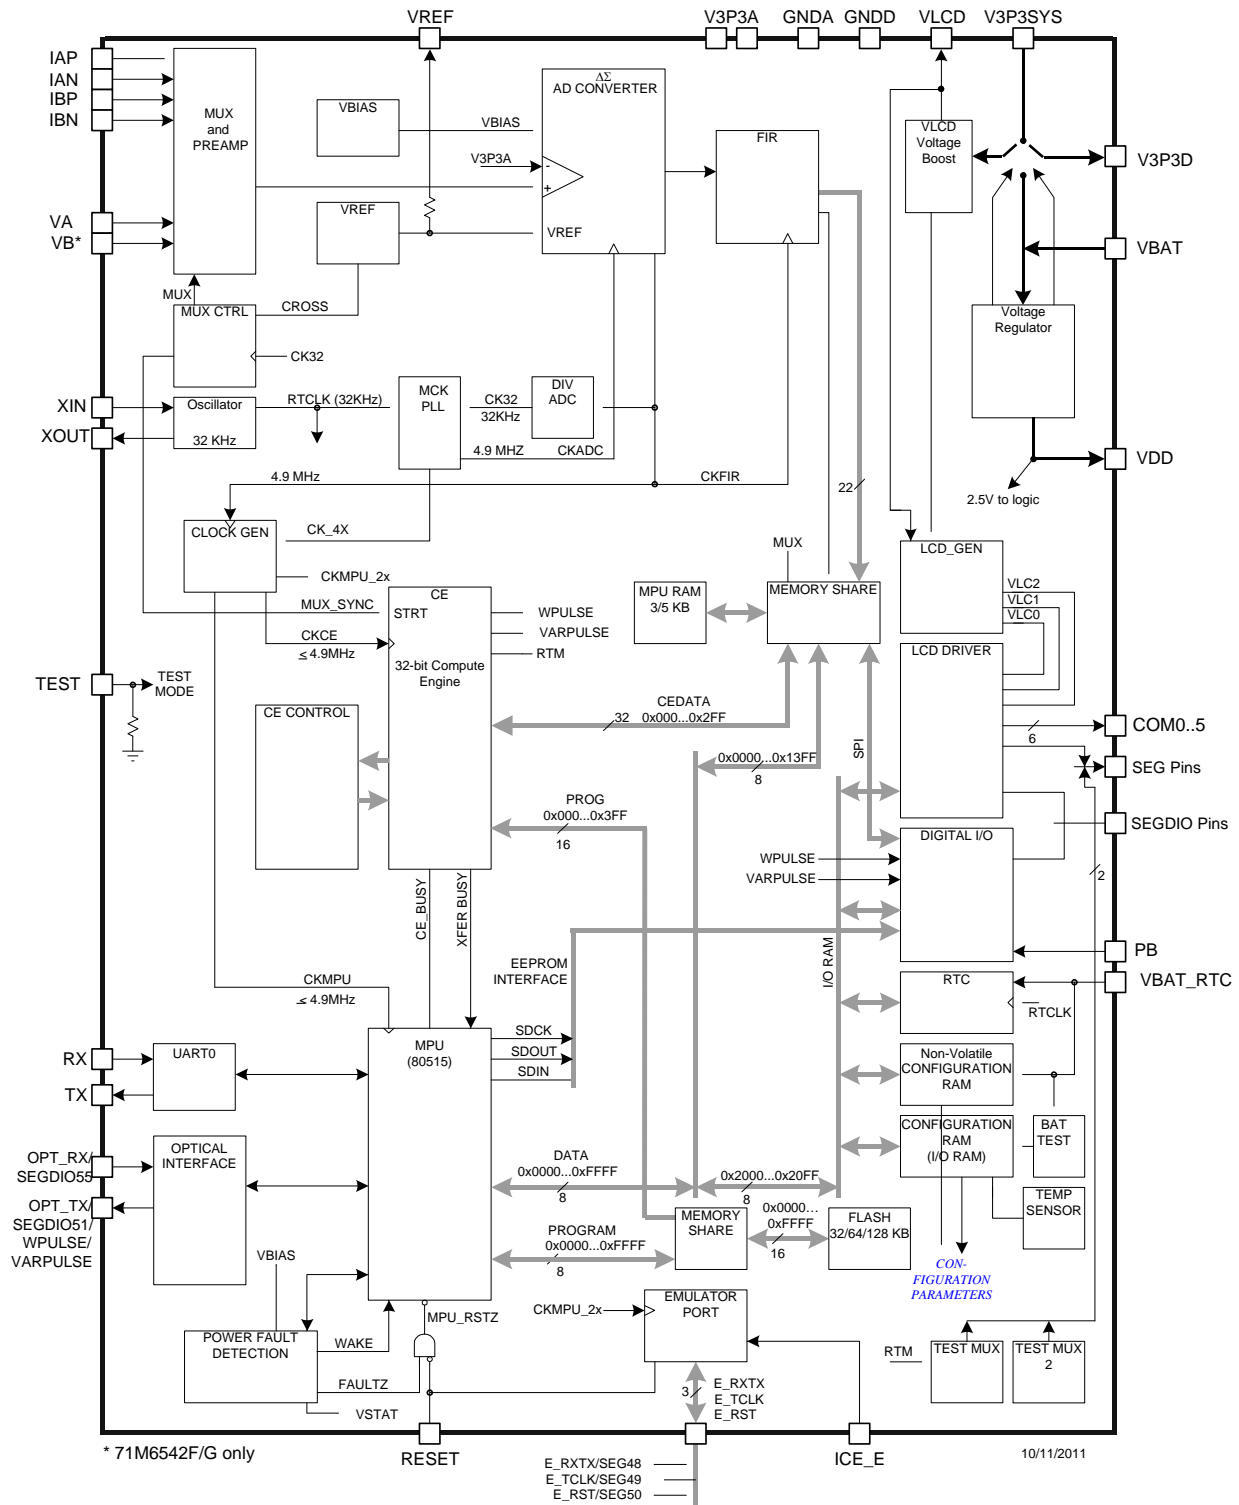 VREF
V3P3A
GNDA
GNDD
VLCD
V3P3SYS
IAP
IAN
IBP
IBN
MUX
and
PREAMP
VBIAS
VBIAS
ΔΣ
AD CONVERTER
V3P3A
-
+
FIR
VLCD
Voltage
Boost
V3P3D
VA
VB*
VREF
VREF
VBAT
MUX
MUX CTRL
CROSS
CK32
Voltage
Regulator
XIN
XOUT
Oscillator
32 KHz
RTCLK (32KHz)
MCK
PLL
CK32
32KHz
DIV
ADC
4.9 MHZ
CKADC
4.9 MHz
CKFIR
22
VDD
2.5V to logic
CLOCK GEN
CK_4X
CKMPU_2x
MUX_SYNC
CKCE
≤ 4.9MHz
CE
STRT
32-bit Compute
Engine
WPULSE
VARPULSE
RTM
MUX
MPU RAM
3/5 KB
MEMORY SHARE
LCD_GEN
VLC2
VLC1
VLC0
LCD DRIVER
TEST
TEST
MODE
CE CONTROL
CEDATA
32 0x000...0x2FF
0x0000...0x13FF
8
SPI
6
COM0..5
SEG Pins
SEGDIO Pins
PROG
0x000...0x3FF
16
DIGITAL I/O
WPULSE
VARPULSE
2
CE_BUSY
XFER BUSY
EEPROM
INTERFACE
I/O RAM
PB
VBAT_RTC
CKMPU
≤ 4.9MHz
RTC
RTCLK
RX
TX
UART0
MPU
(80515)
SDCK
SDOUT
SDIN
Non-Volatile
CONFIGURATION
RAM
CONFIGURATION
RAM
(I/O RAM)
BAT
TEST
OPT_RX/
SEGDIO55
OPT_TX/
SEGDIO51/
WPULSE/
VARPULSE
OPTICAL
INTERFACE
DATA
0x0000...0xFFFF
8
0x2000...0x20FF
8
TEMP
SENSOR
PROGRAM
0x0000...0xFFFF
8
MEMORY
SHARE
0x0000...
0xFFFF
16
FLASH
32/64/128 KB
CON-
FIGURATION
PARAMETERS
VBIAS
MPU_RSTZ
CKMPU_2x
EMULATOR
PORT
POWER FAULT
DETECTION
WAKE
FAULTZ
VSTAT
3
E_RXTX
E_TCLK
E_RST
RTM
TEST MUX
TEST MUX
2
* 71M6542F/G only
RESET
ICE_E
10/11/2011
E_RXTX/SEG48
E_TCLK/SEG49
E_RST/SEG50